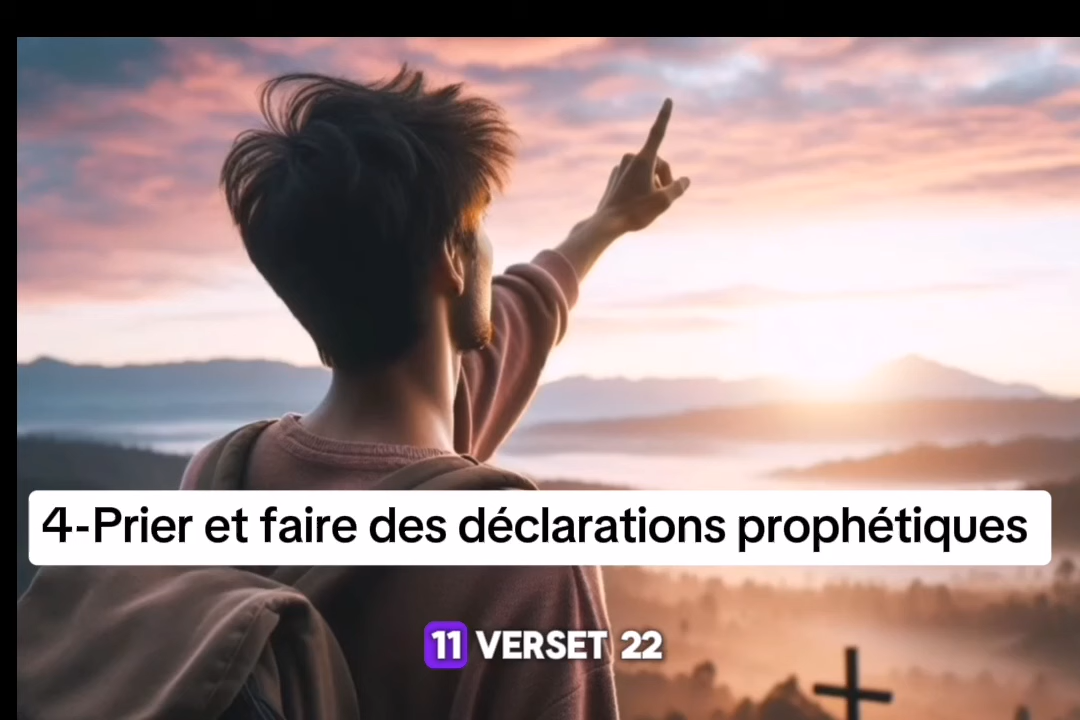 4-Prier et faire des déclarations prophétiques
11 VERSET 22